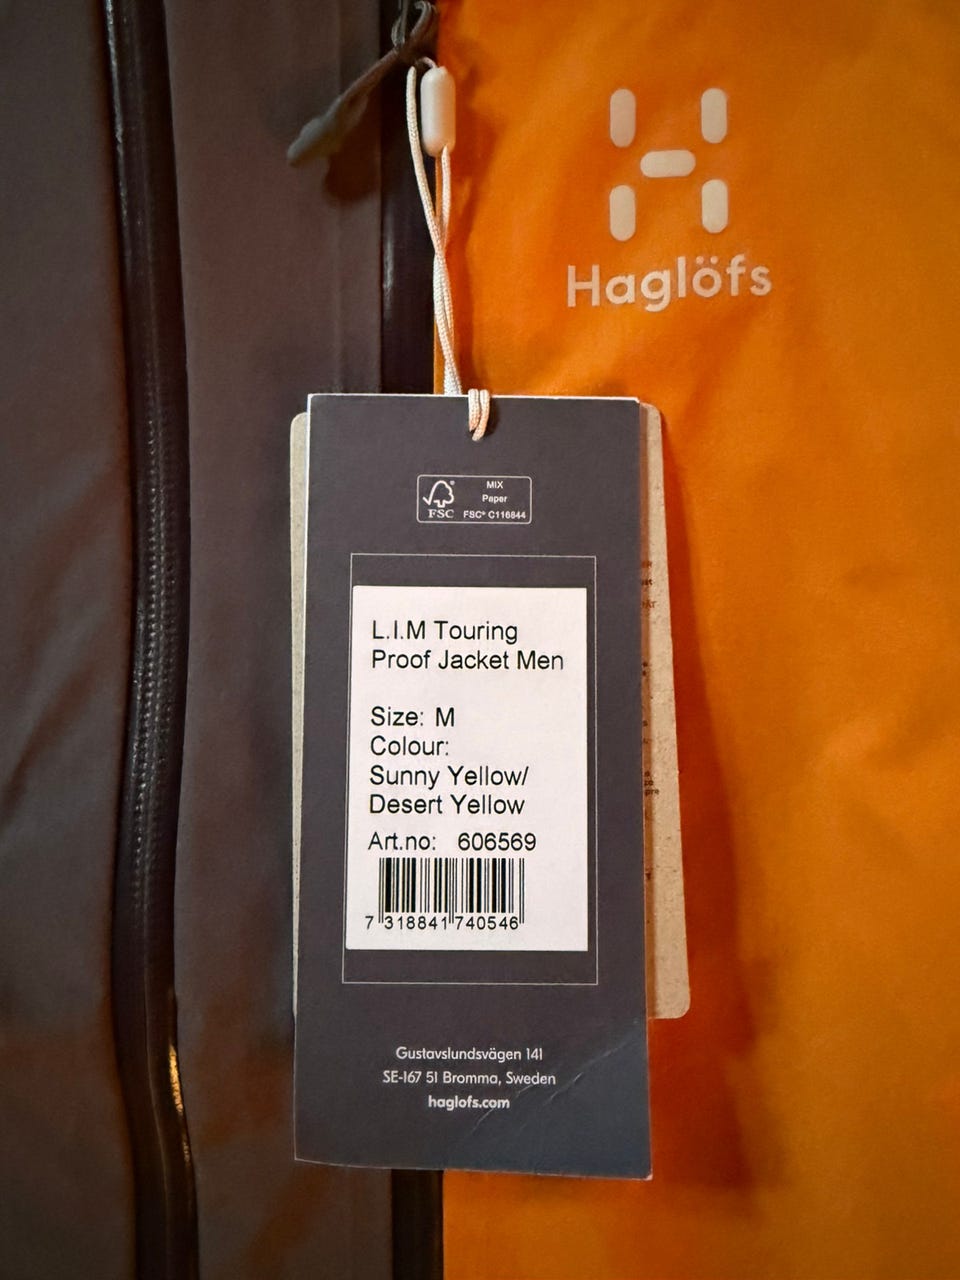 Haglöfs
FSC
MIX
Paper
FSC® C116844
L.I.M Touring
Proof Jacket Men
Size: M
Colour:
Sunny Yellow/
Desert Yellow
Art.no: 606569
7 318841 740546
Gustavslundsvägen 141
SE-167 51 Bromma, Sweden
haglofs.com